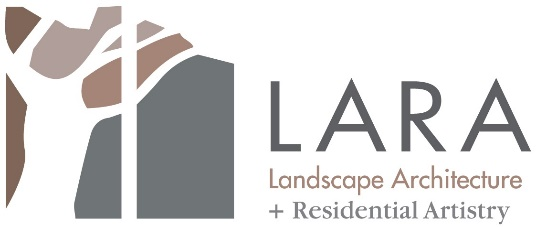 LARA
Landscape Architecture
+ Residential Artistry